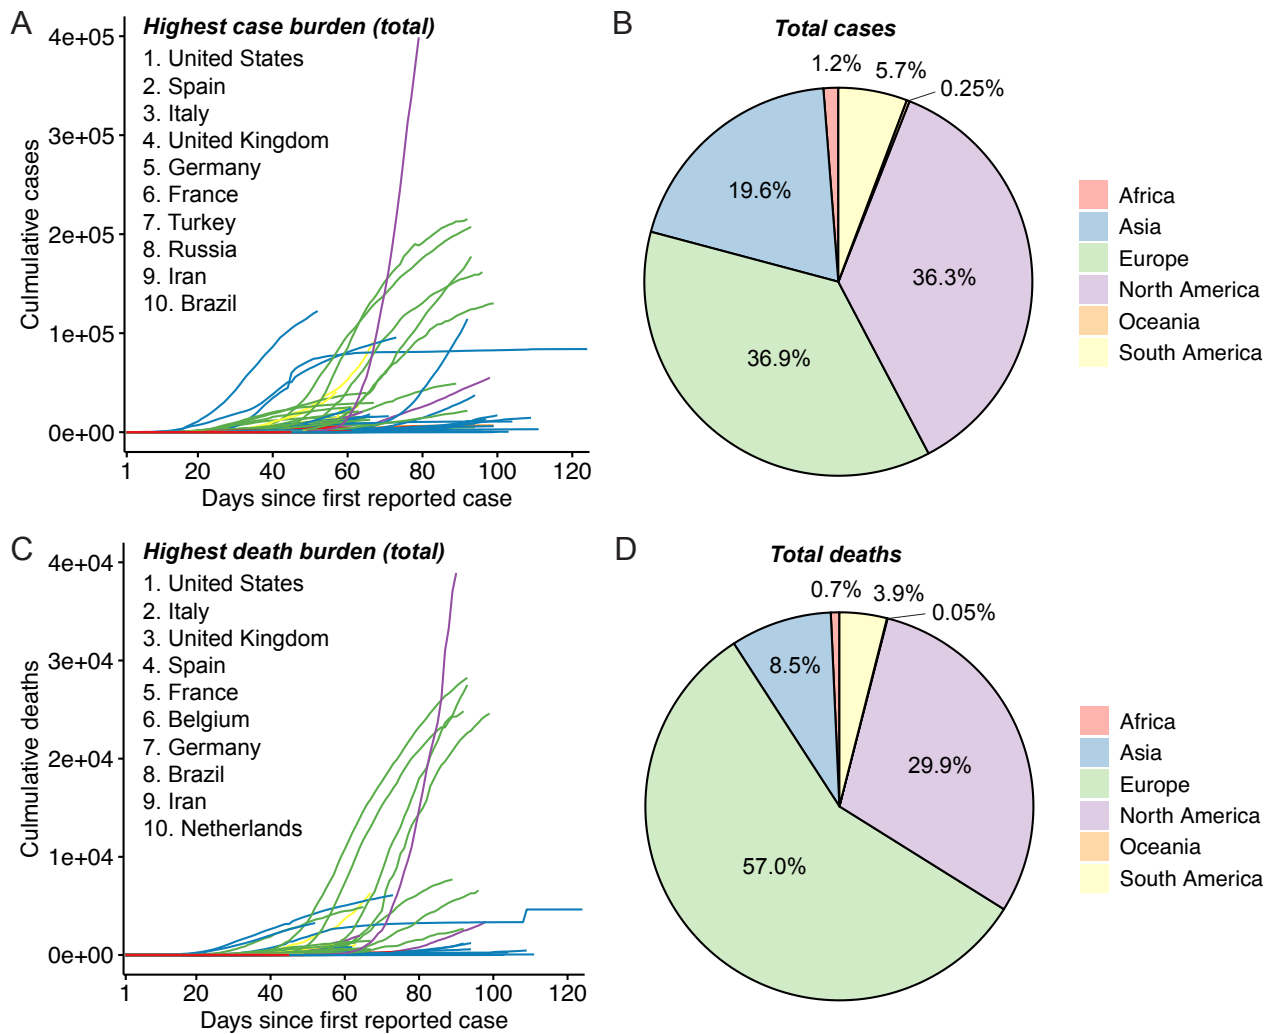 A
Highest case burden (total)
1. United States
2. Spain
3. Italy
4. United Kingdom
5. Germany
6. France
7. Turkey
8. Russia
9. Iran
10. Brazil
Culmulative cases
4e+05
3e+05
2e+05
1e+05
0e+00
1 20 40 60 80 100 120
Days since first reported case
B
Total cases
1.2% 5.7%
0.25%
19.6%
36.3%
36.9%
Africa
Asia
Europe
North America
Oceania
South America
C
Highest death burden (total)
1. United States
2. Italy
3. United Kingdom
4. Spain
5. France
6. Belgium
7. Germany
8. Brazil
9. Iran
10. Netherlands
Culmulative deaths
4e+04
3e+04
2e+04
1e+04
0e+00
1 20 40 60 80 100 120
Days since first reported case
D
Total deaths
0.7% 3.9%
0.05%
8.5%
29.9%
57.0%
Africa
Asia
Europe
North America
Oceania
South America